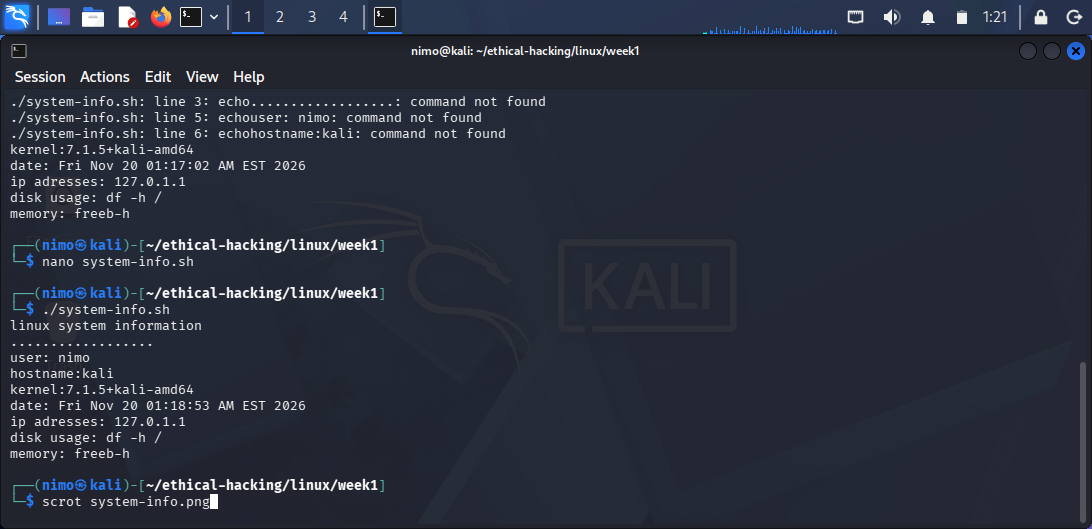 1 2 3 4 1:21
nimo@kali: ~/ethical-hacking/linux/week1
Session Actions Edit View Help
./system-info.sh: line 3: echo..................: command not found
./system-info.sh: line 5: echouser: nimo: command not found
./system-info.sh: line 6: echohostname:kali: command not found
kernel:7.1.5+kali-amd64
date: Fri Nov 20 01:17:02 AM EST 2026
ip adresses: 127.0.1.1
disk usage: df -h /
memory: freeb-h
┌──(nimo㉿kali)-[~/ethical-hacking/linux/week1]
└─$ nano system-info.sh
┌──(nimo㉿kali)-[~/ethical-hacking/linux/week1]
└─$ ./system-info.sh
linux system information
..................
user: nimo
hostname:kali
kernel:7.1.5+kali-amd64
date: Fri Nov 20 01:18:53 AM EST 2026
ip adresses: 127.0.1.1
disk usage: df -h /
memory: freeb-h
┌──(nimo㉿kali)-[~/ethical-hacking/linux/week1]
└─$ scrot system-info.png
KALI